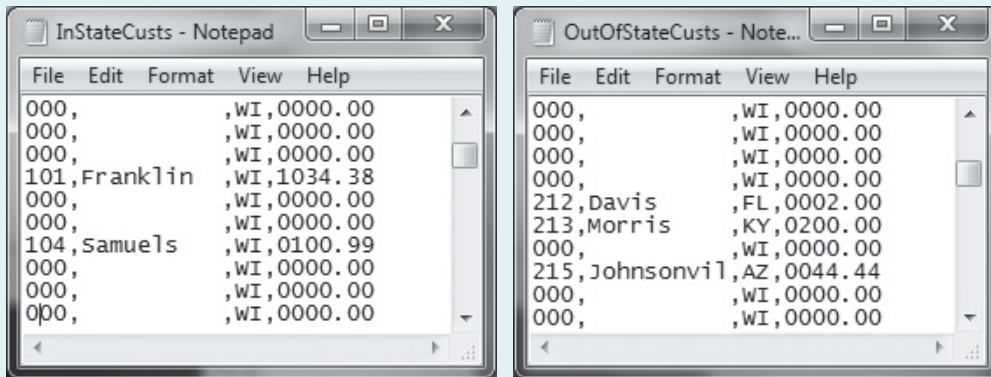 InStateCusts - Notepad
File Edit Format View Help
000,          ,WI,0000.00
000,          ,WI,0000.00
000,          ,WI,0000.00
101,Franklin  ,WI,1034.38
000,          ,WI,0000.00
000,          ,WI,0000.00
104,Samuels   ,WI,0100.99
000,          ,WI,0000.00
000,          ,WI,0000.00
000,          ,WI,0000.00
OutOfStateCusts - Note...
File Edit Format View Help
000,          ,WI,0000.00
000,          ,WI,0000.00
000,          ,WI,0000.00
000,          ,WI,0000.00
212,Davis     ,FL,0002.00
213,Morris    ,KY,0200.00
000,          ,WI,0000.00
215,Johnsonvil,AZ,0044.44
000,          ,WI,0000.00
000,          ,WI,0000.00